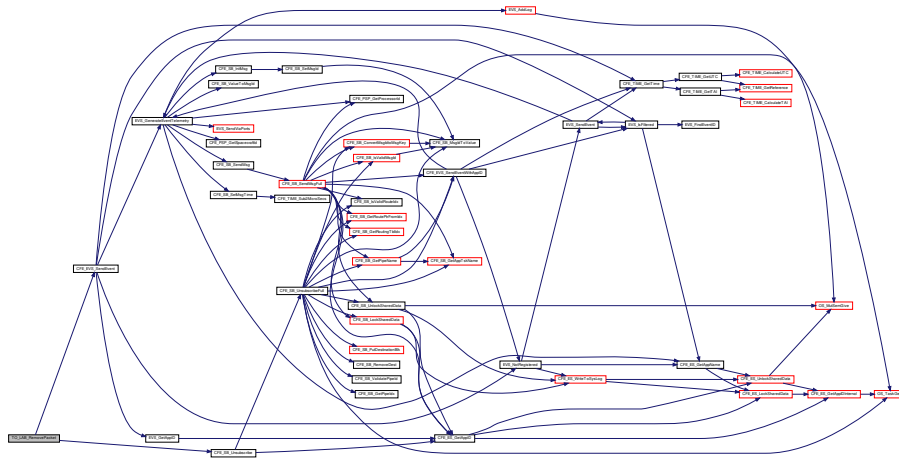 EVS_AddLog
CFE_SB_InitMsg
CFE_SB_SetMsgId
CFE_SB_ValueToMsgId
CFE_TIME_GetUTC
CFE_TIME_CalculateUTC
CFE_TIME_GetTime
CFE_TIME_GetReference
CFE_TIME_GetTAI
CFE_TIME_CalculateTAI
CFE_PSP_GetProcessorId
EVS_GenerateEventTelemetry
EVS_SendViaPorts
EVS_SendEvent
EVS_IsFiltered
EVS_FindEventID
CFE_PSP_GetSpacecraftId
CFE_SB_ConvertMsgIdtoMsgKey
CFE_SB_MsgIdToValue
CFE_SB_IsValidMsgId
CFE_SB_SendMsg
CFE_EVS_SendEventWithAppID
CFE_SB_SendMsgFull
CFE_SB_SetMsgTime
CFE_TIME_Sub2MicroSecs
CFE_SB_IsValidRouteIdx
CFE_SB_GetRoutePtrFromIdx
CFE_SB_GetRoutingTblIdx
CFE_SB_GetPipeName
CFE_SB_GetAppTskName
CFE_EVS_SendEvent
CFE_SB_UnsubscribeFull
CFE_SB_UnlockSharedData
OS_MutSemGive
CFE_SB_LockSharedData
CFE_SB_PutDestinationBlk
CFE_SB_RemoveDest
EVS_NotRegistered
CFE_ES_GetAppName
CFE_SB_ValidatePipeId
CFE_ES_WriteToSysLog
CFE_ES_UnlockSharedData
CFE_SB_GetPipeIdx
CFE_ES_LockSharedData
CFE_ES_GetAppIDInternal
TO_LAB_RemovePacket
EVS_GetAppID
CFE_ES_GetAppID
CFE_SB_Unsubscribe